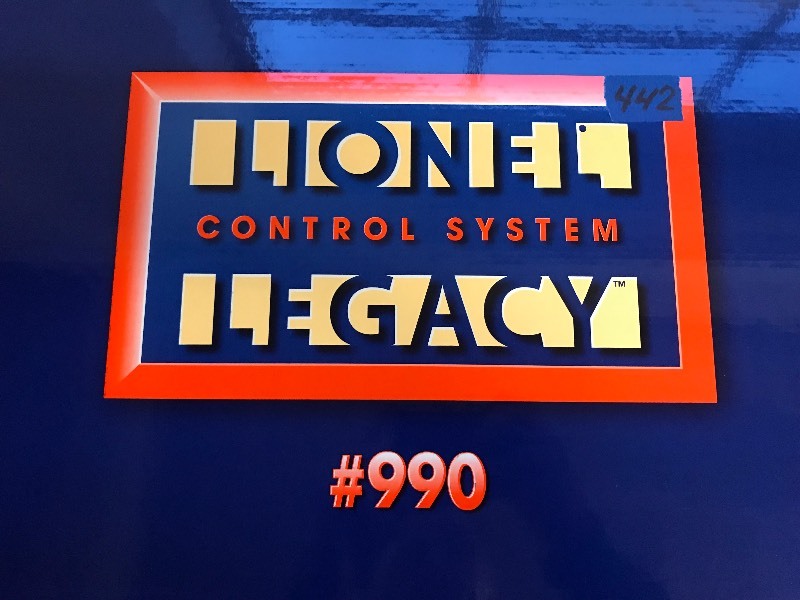 442
LIONEL
CONTROL SYSTEM
LEGACY™
#990